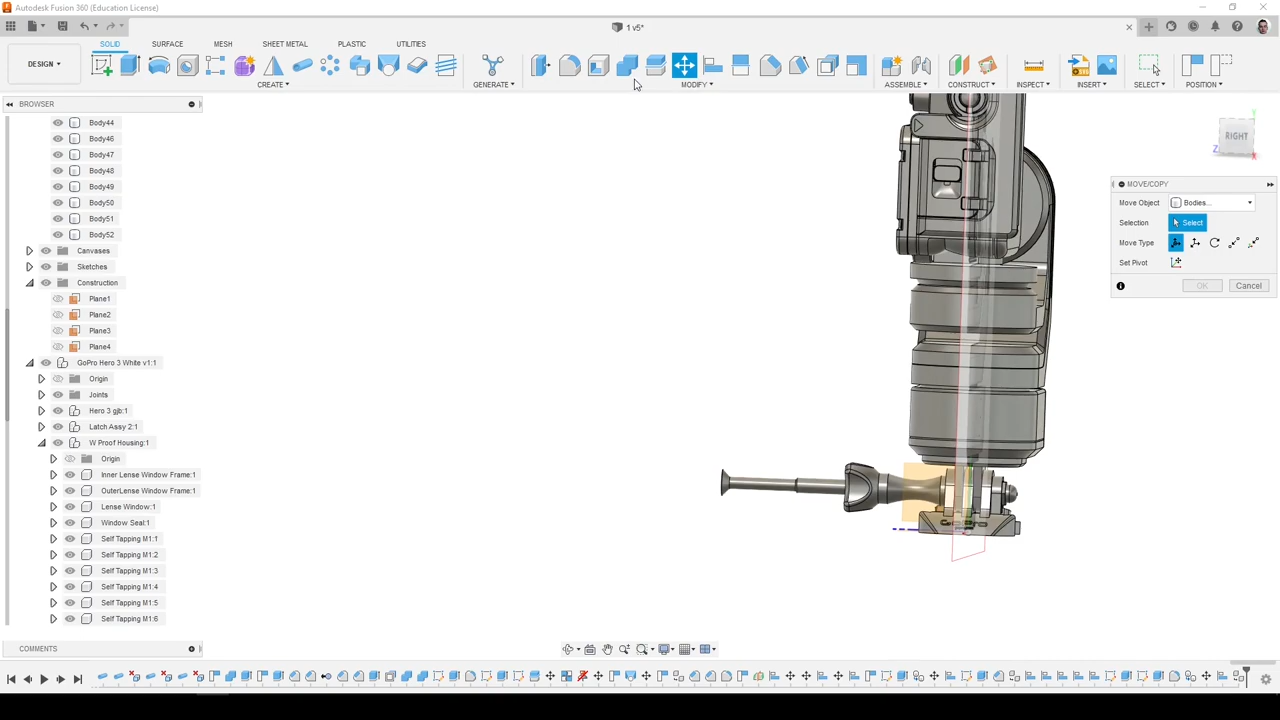 Autodesk Fusion 360 (Education License)
1 v5*
DESIGN
SOLID
SURFACE
MESH
SHEET METAL
PLASTIC
UTILITIES
CREATE
GENERATE
MODIFY
ASSEMBLE
CONSTRUCT
INSPECT
INSERT
SELECT
POSITION
BROWSER
Body44
Body46
Body47
Body48
Body49
Body50
Body51
Body52
Canvases
Sketches
Construction
Plane1
Plane2
Plane3
Plane4
GoPro Hero 3 White v1:1
Origin
Joints
Hero 3 gjb:1
Latch Assy 2:1
W Proof Housing:1
Origin
Inner Lense Window Frame:1
OuterLense Window Frame:1
Lense Window:1
Window Seal:1
Self Tapping M1:1
Self Tapping M1:2
Self Tapping M1:3
Self Tapping M1:4
Self Tapping M1:5
Self Tapping M1:6
COMMENTS
RIGHT
Y
Z
X
MOVE/COPY
Move Object
Bodies...
Selection
Select
Move Type
Set Pivot
OK
Cancel